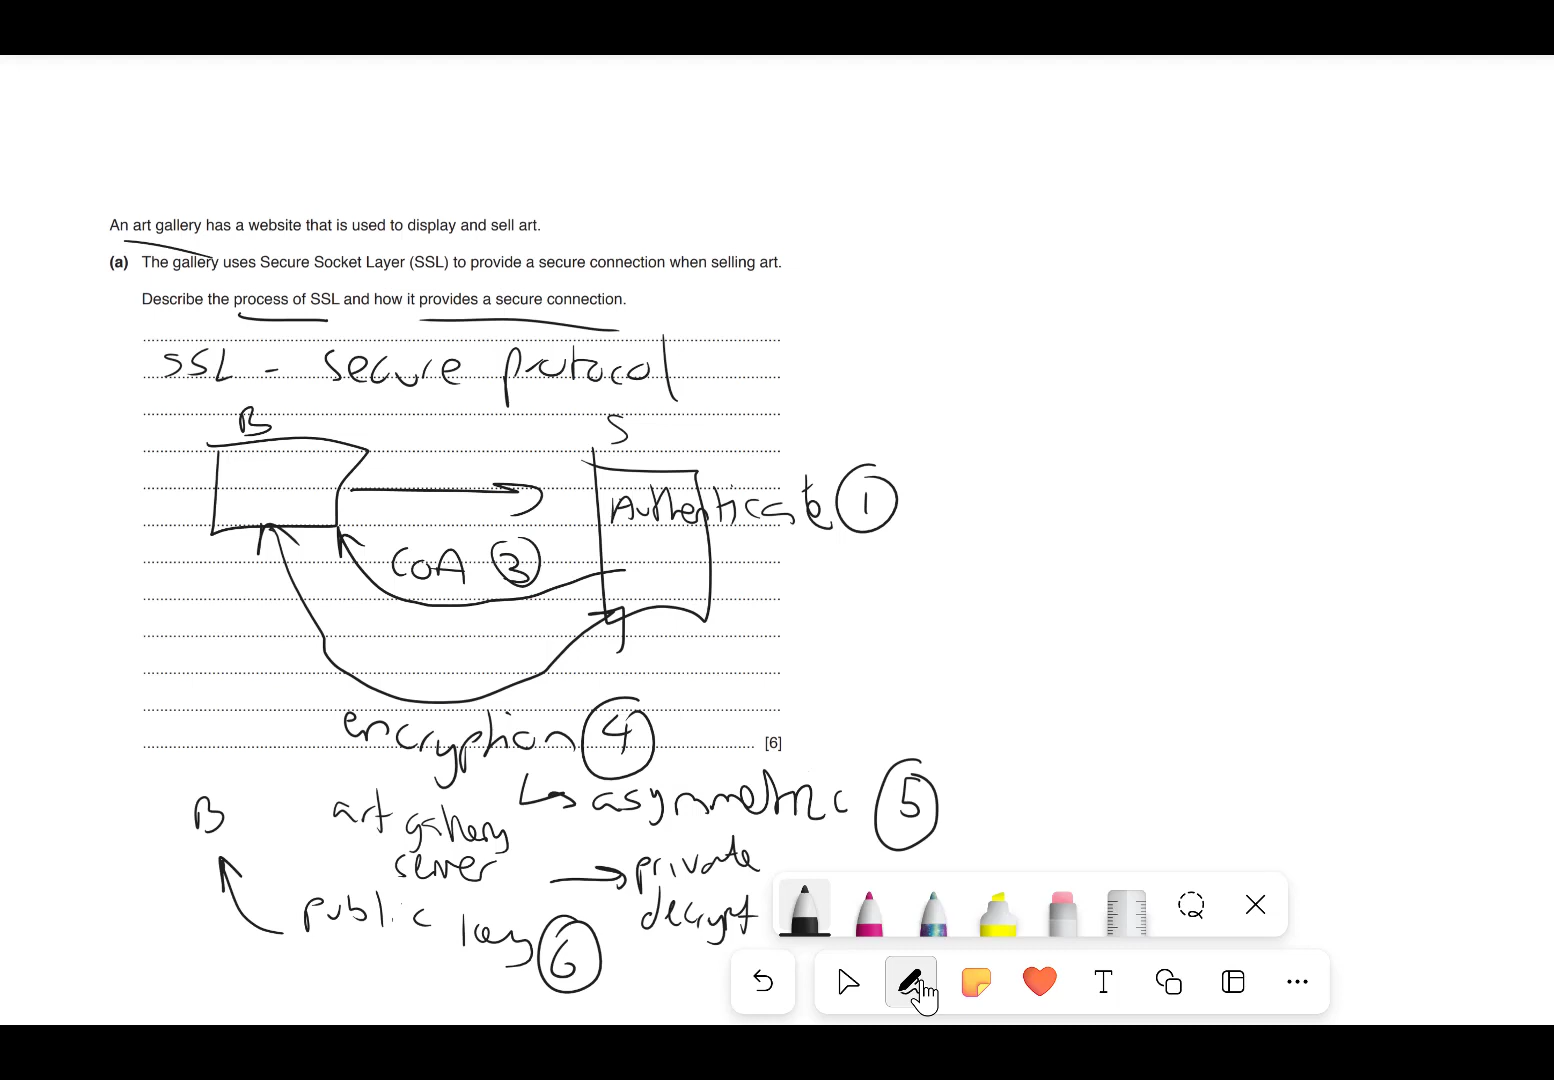 An art gallery has a website that is used to display and sell art.
(a) The gallery uses Secure Socket Layer (SSL) to provide a secure connection when selling art.
Describe the process of SSL and how it provides a secure connection.
SSL - secure protocol
B
S
Authenticate 1
COA 3
encryption 4
[6]
↳ asymmetric 5
B
art gallery
server
→ private
decrypt
public key 6
T